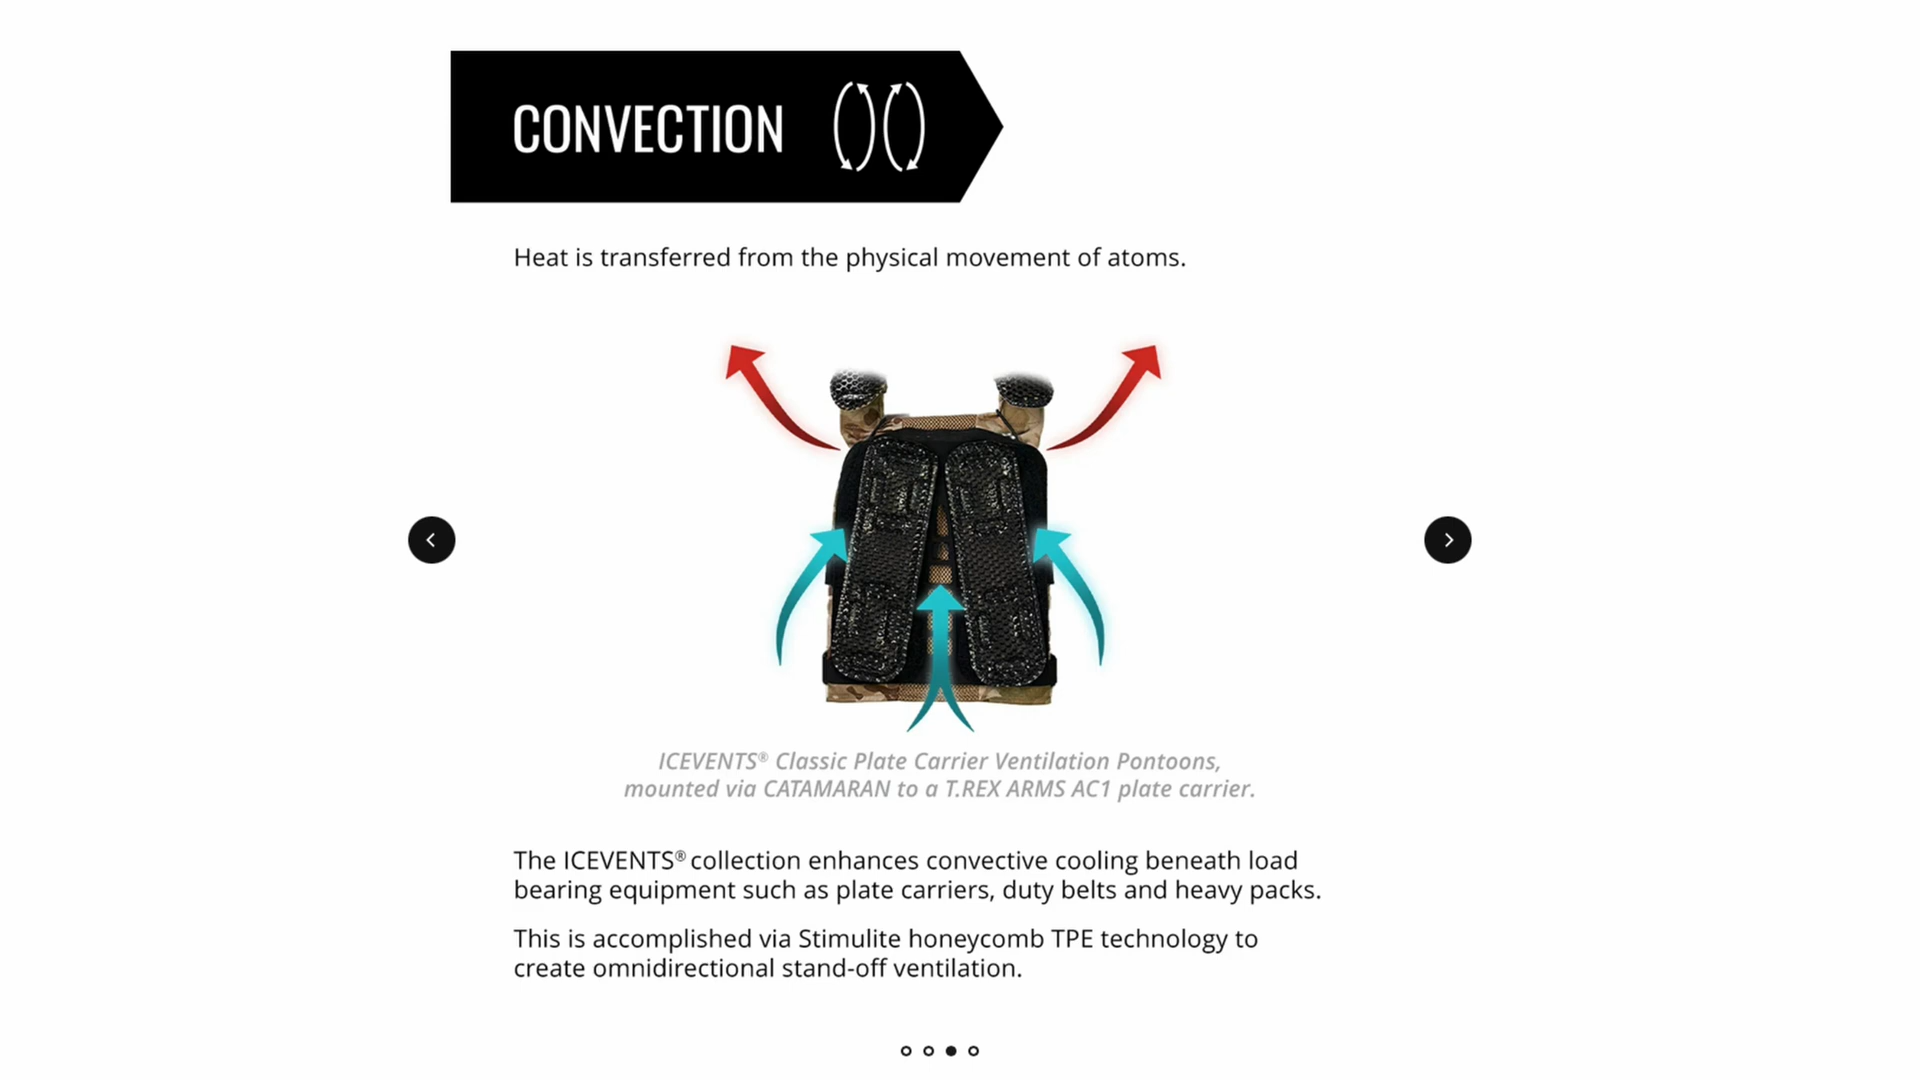 CONVECTION
Heat is transferred from the physical movement of atoms.
ICEVENTS® Classic Plate Carrier Ventilation Pontoons,
mounted via CATAMARAN to a T.REX ARMS AC1 plate carrier.
The ICEVENTS® collection enhances convective cooling beneath load
bearing equipment such as plate carriers, duty belts and heavy packs.
This is accomplished via Stimulite honeycomb TPE technology to
create omnidirectional stand-off ventilation.